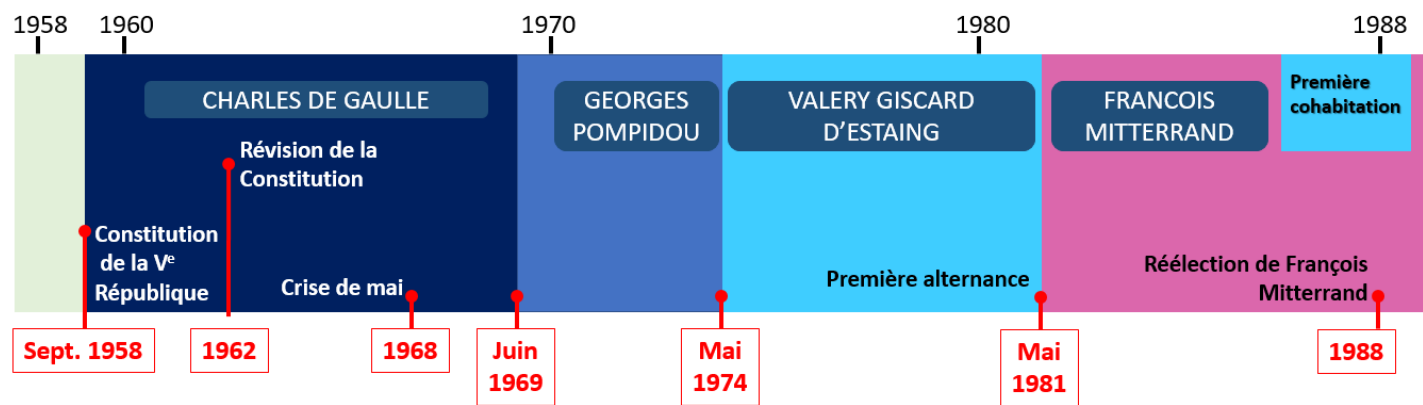 1958
1960
1970
1980
1988
CHARLES DE GAULLE
GEORGES
POMPIDOU
VALERY GISCARD
D’ESTAING
FRANCOIS
MITTERRAND
Première
cohabitation
Révision de la
Constitution
Constitution
de la Vᵉ
République
Crise de mai
Première alternance
Réélection de François
Mitterrand
Sept. 1958
1962
1968
Juin
1969
Mai
1974
Mai
1981
1988